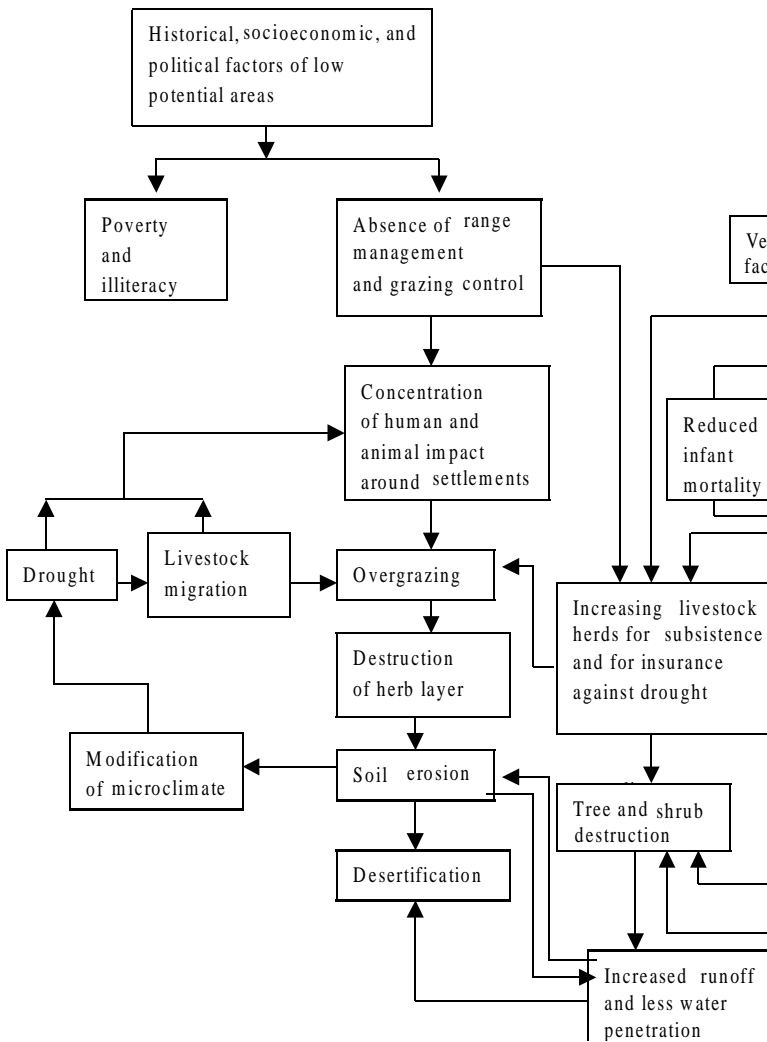 Historical, socioeconomic, and
political factors of low
potential areas
Poverty
and
illiteracy
Absence of range
management
and grazing control
Ve
fac
Concentration
of human and
animal impact
around settlements
Reduced
infant
mortality
Drought
Livestock
migration
Overgrazing
Increasing livestock
herds for subsistence
and for insurance
against drought
Destruction
of herb layer
Modification
of microclimate
Soil erosion
Tree and shrub
destruction
Desertification
Increased runoff
and less water
penetration